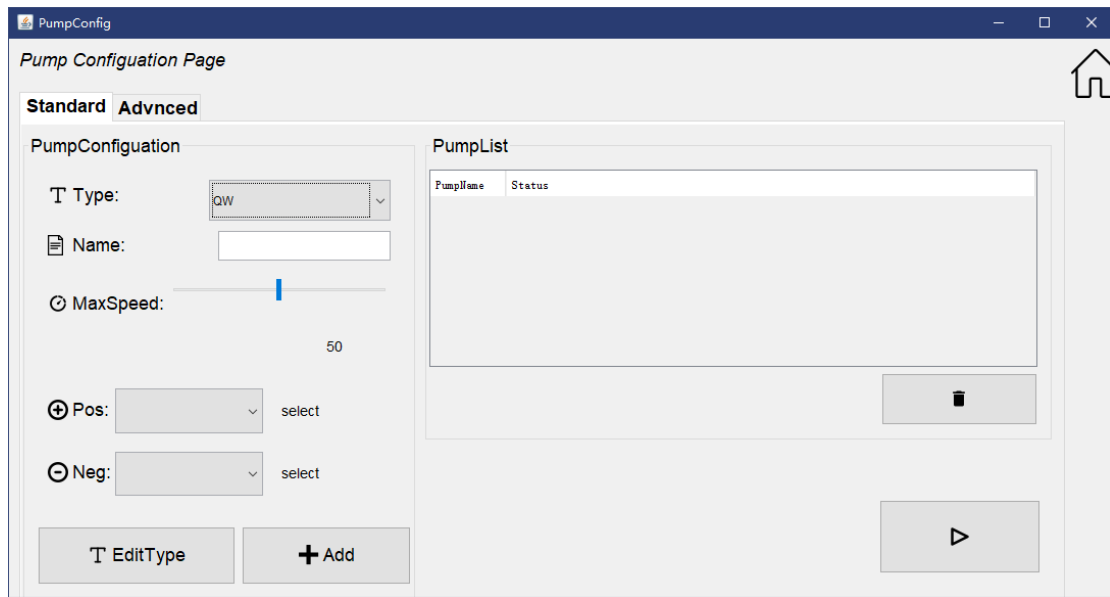 PumpConfig
Pump Configuation Page
Standard Advnced
PumpConfiguation
Type:
QW
Name:
MaxSpeed:
50
Pos:
select
Neg:
select
T EditType
Add
PumpList
PumpName Status